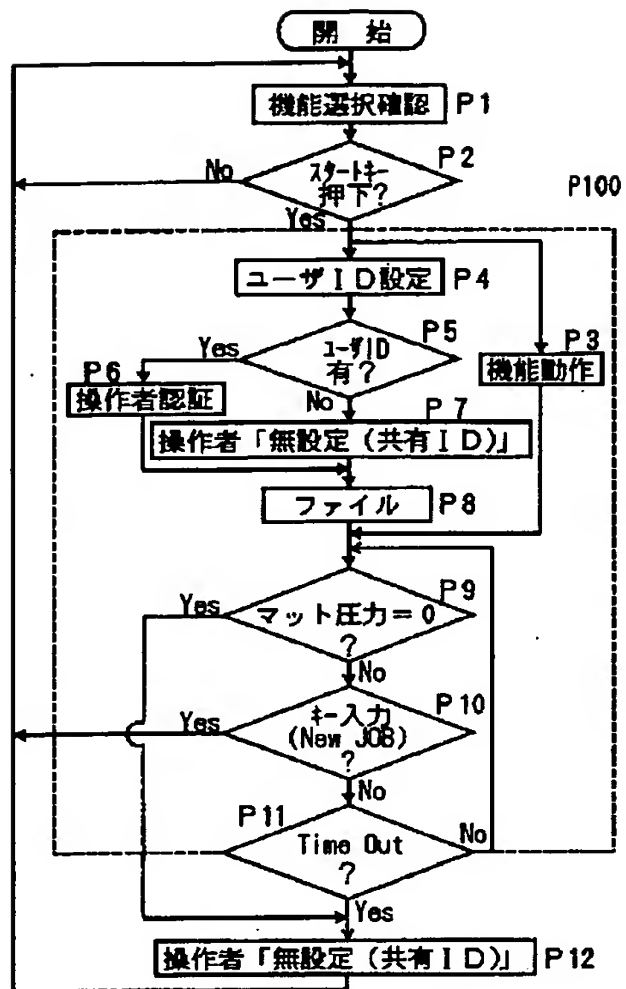 開 始
機能選択確認 P1
P2
No
スタートキー
押下?
P100
Yes
ユーザID設定 P4
P5
P3
Yes
ユーザID
有?
P6
機能動作
操作者認証
No
P7
操作者「無設定(共有ID)」
ファイル P8
P9
Yes
マット圧力=0
?
No
P10
Yes
キー入力
(New JOB)
?
No
P11
Time Out
No
?
Yes
操作者「無設定(共有ID)」 P12